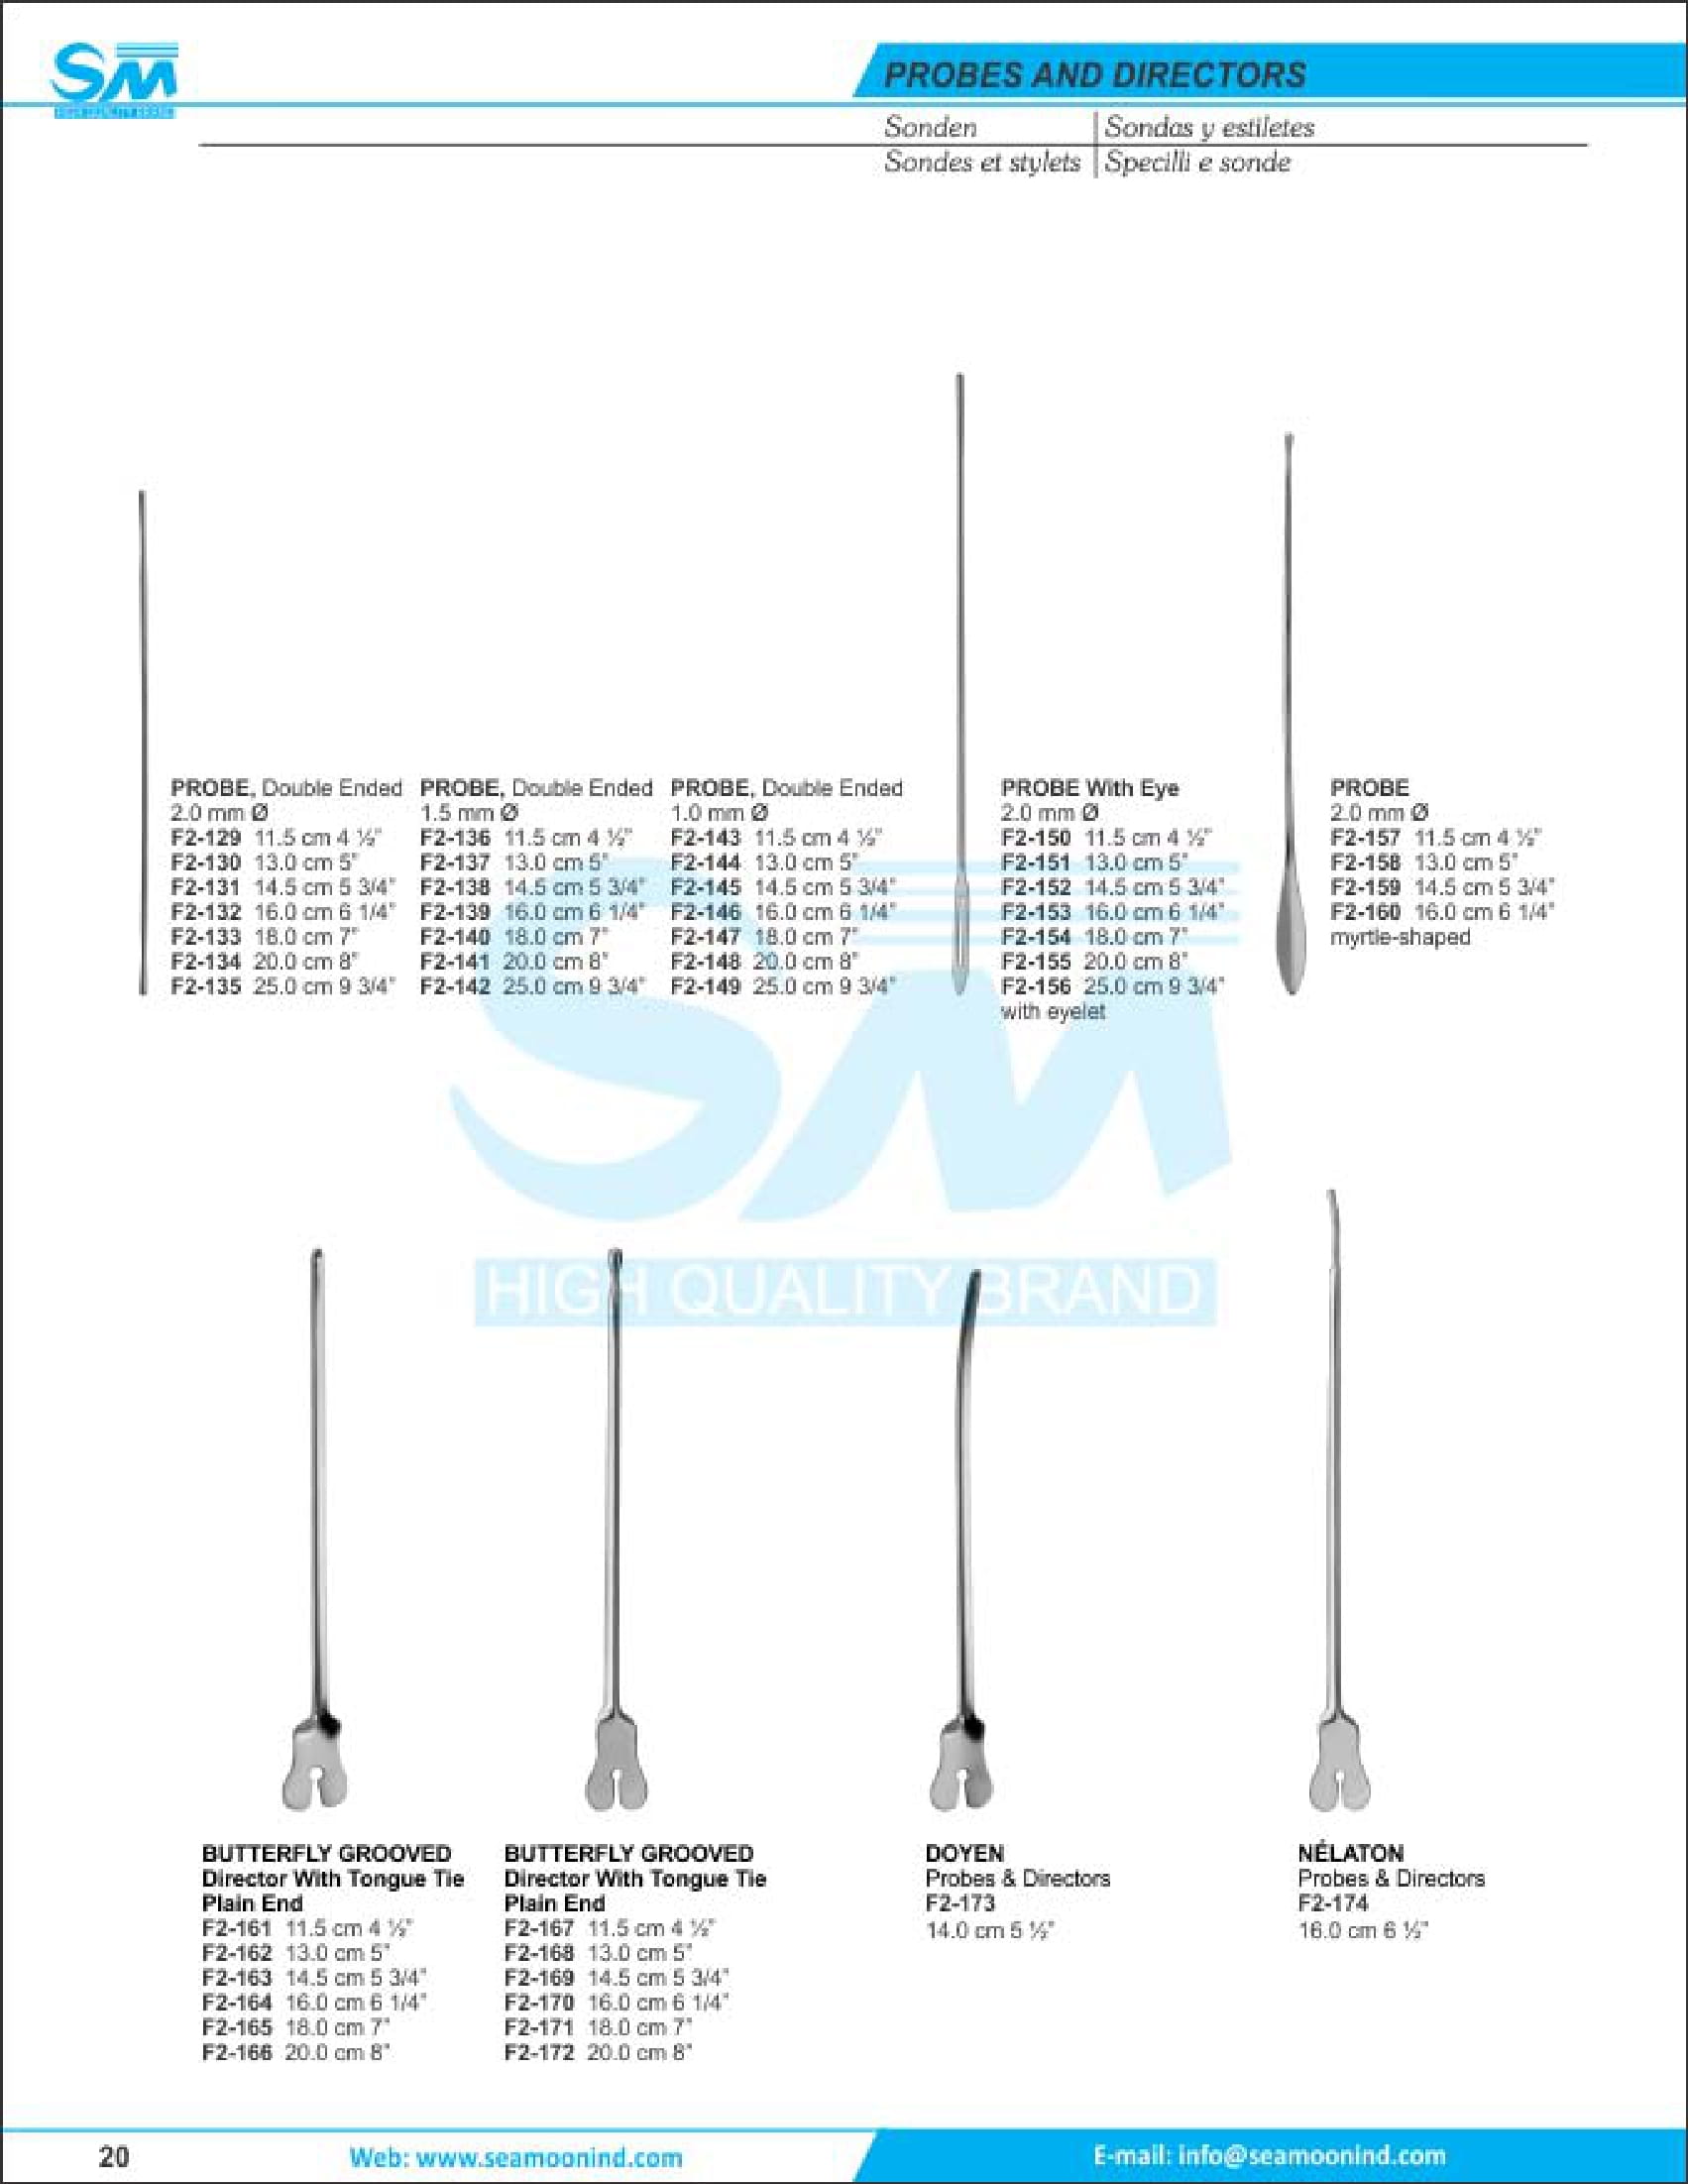 SM
PROBES AND DIRECTORS
Sonden
Sondas y estiletes
Sondes et stylets
Specilli e sonde
PROBE, Double Ended
2.0 mm Ø
F2-129 11.5 cm 4 ½"
F2-130 13.0 cm 5"
F2-131 14.5 cm 5 3/4"
F2-132 16.0 cm 6 1/4"
F2-133 18.0 cm 7"
F2-134 20.0 cm 8"
F2-135 25.0 cm 9 3/4"
PROBE, Double Ended
1.5 mm Ø
F2-136 11.5 cm 4 ½"
F2-137 13.0 cm 5"
F2-138 14.5 cm 5 3/4"
F2-139 16.0 cm 6 1/4"
F2-140 18.0 cm 7"
F2-141 20.0 cm 8"
F2-142 25.0 cm 9 3/4"
PROBE, Double Ended
1.0 mm Ø
F2-143 11.5 cm 4 ½"
F2-144 13.0 cm 5"
F2-145 14.5 cm 5 3/4"
F2-146 16.0 cm 6 1/4"
F2-147 18.0 cm 7"
F2-148 20.0 cm 8"
F2-149 25.0 cm 9 3/4"
PROBE With Eye
2.0 mm Ø
F2-150 11.5 cm 4 ½"
F2-151 13.0 cm 5"
F2-152 14.5 cm 5 3/4"
F2-153 16.0 cm 6 1/4"
F2-154 18.0 cm 7"
F2-155 20.0 cm 8"
F2-156 25.0 cm 9 3/4"
with eyelet
PROBE
2.0 mm Ø
F2-157 11.5 cm 4 ½"
F2-158 13.0 cm 5"
F2-159 14.5 cm 5 3/4"
F2-160 16.0 cm 6 1/4"
myrtle-shaped
SM
HIGH QUALITY BRAND
BUTTERFLY GROOVED
Director With Tongue Tie
Plain End
F2-161 11.5 cm 4 ½"
F2-162 13.0 cm 5"
F2-163 14.5 cm 5 3/4"
F2-164 16.0 cm 6 1/4"
F2-165 18.0 cm 7"
F2-166 20.0 cm 8"
BUTTERFLY GROOVED
Director With Tongue Tie
Plain End
F2-167 11.5 cm 4 ½"
F2-168 13.0 cm 5"
F2-169 14.5 cm 5 3/4"
F2-170 16.0 cm 6 1/4"
F2-171 18.0 cm 7"
F2-172 20.0 cm 8"
DOYEN
Probes & Directors
F2-173
14.0 cm 5 ½"
NÉLATON
Probes & Directors
F2-174
16.0 cm 6 ½"
20
Web: www.seamoonind.com
E-mail: info@seamoonind.com